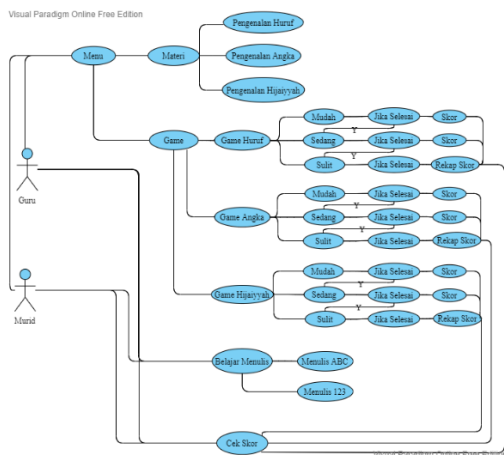 Visual Paradigm Online Free Edition
Pengenalan Huruf
Menu
Materi
Pengenalan Angka
Pengenalan Hijaiyyah
Game
Game Huruf
Mudah
Jika Selesai
Skor
Y
Sedang
Jika Selesai
Skor
Y
Sulit
Jika Selesai
Rekap Skor
Guru
Game Angka
Mudah
Jika Selesai
Skor
Y
Sedang
Jika Selesai
Skor
Y
Sulit
Jika Selesai
Rekap Skor
Murid
Game Hijaiyyah
Mudah
Jika Selesai
Skor
Y
Sedang
Jika Selesai
Skor
Y
Sulit
Jika Selesai
Rekap Skor
Belajar Menulis
Menulis ABC
Menulis 123
Cek Skor